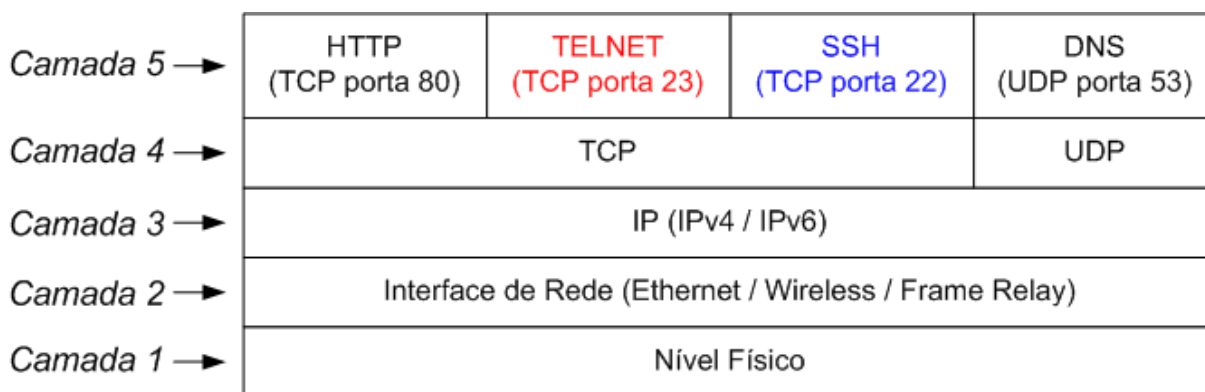 Camada 5
HTTP
(TCP porta 80)
TELNET
(TCP porta 23)
SSH
(TCP porta 22)
DNS
(UDP porta 53)
Camada 4
TCP
UDP
Camada 3
IP (IPv4 / IPv6)
Camada 2
Interface de Rede (Ethernet / Wireless / Frame Relay)
Camada 1
Nível Físico